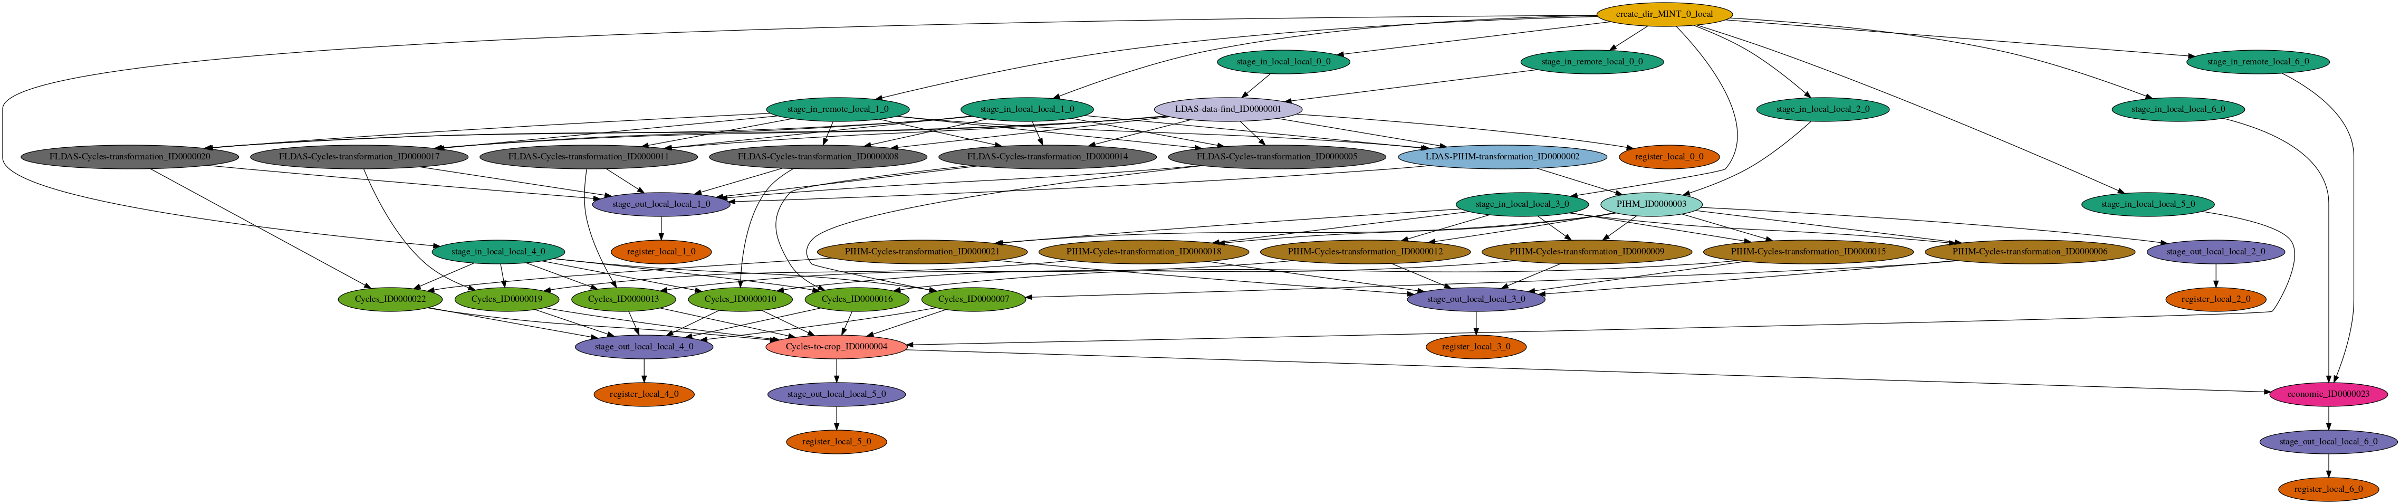 create_dir_MINT_0_local
stage_in_local_local_0_0
stage_in_remote_local_0_0
stage_in_remote_local_6_0
stage_in_remote_local_1_0
stage_in_local_local_1_0
LDAS-data-find_ID0000001
stage_in_local_local_2_0
stage_in_local_local_6_0
FLDAS-Cycles-transformation_ID0000020
FLDAS-Cycles-transformation_ID0000017
FLDAS-Cycles-transformation_ID0000011
FLDAS-Cycles-transformation_ID0000008
FLDAS-Cycles-transformation_ID0000014
FLDAS-Cycles-transformation_ID0000005
LDAS-PIHM-transformation_ID0000002
register_local_0_0
stage_out_local_local_1_0
stage_in_local_local_3_0
PIHM_ID0000003
stage_in_local_local_5_0
stage_in_local_local_4_0
register_local_1_0
PIHM-Cycles-transformation_ID0000021
PIHM-Cycles-transformation_ID0000018
PIHM-Cycles-transformation_ID0000012
PIHM-Cycles-transformation_ID0000009
PIHM-Cycles-transformation_ID0000015
PIHM-Cycles-transformation_ID0000006
stage_out_local_local_2_0
Cycles_ID0000022
Cycles_ID0000019
Cycles_ID0000013
Cycles_ID0000010
Cycles_ID0000016
Cycles_ID0000007
stage_out_local_local_3_0
register_local_2_0
stage_out_local_local_4_0
Cycles-to-crop_ID0000004
register_local_3_0
register_local_4_0
stage_out_local_local_5_0
economic_ID0000023
register_local_5_0
stage_out_local_local_6_0
register_local_6_0